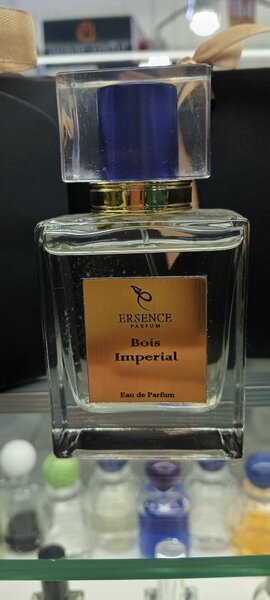 ERSENCE
PARFUM
Bois
Imperial
Eau de Parfum